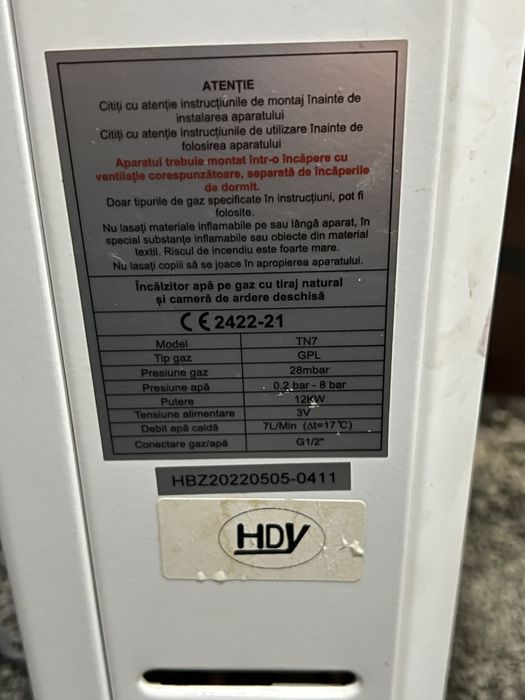 ATENȚIE
Citiți cu atenție instrucțiunile de montaj înainte de
instalarea aparatului
Citiți cu atenție instrucțiunile de utilizare înainte de
folosirea aparatului
Aparatul trebuie montat într-o încăpere cu
ventilație corespunzătoare, separată de încăperile
de dormit.
Doar tipurile de gaz specificate în instrucțiuni, pot fi
folosite.
Nu lasați materiale inflamabile pe sau lângă aparat, în
special substanțe inflamabile sau obiecte din material
textil. Riscul de incendiu este foarte mare.
Nu lasați copiii să se joace în apropierea aparatului.
Încălzitor apă pe gaz cu tiraj natural
și cameră de ardere deschisă
CE 2422-21
Model TN7
Tip gaz GPL
Presiune gaz 28mbar
Presiune apă 0.2 bar - 8 bar
Putere 12KW
Tensiune alimentare 3V
Debit apă caldă 7L/Min (Δt=17℃)
Conectare gaz/apă G1/2"
HBZ20220505-0411
HDV